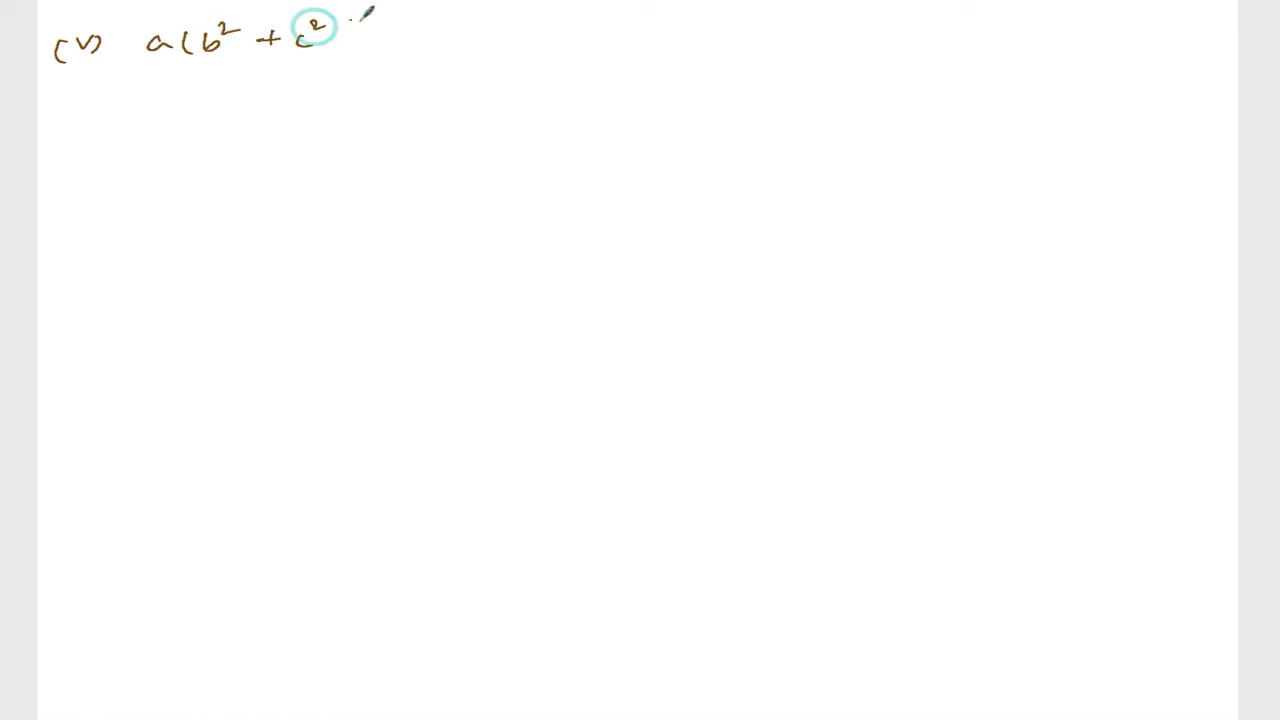 (v) a(b² + c²